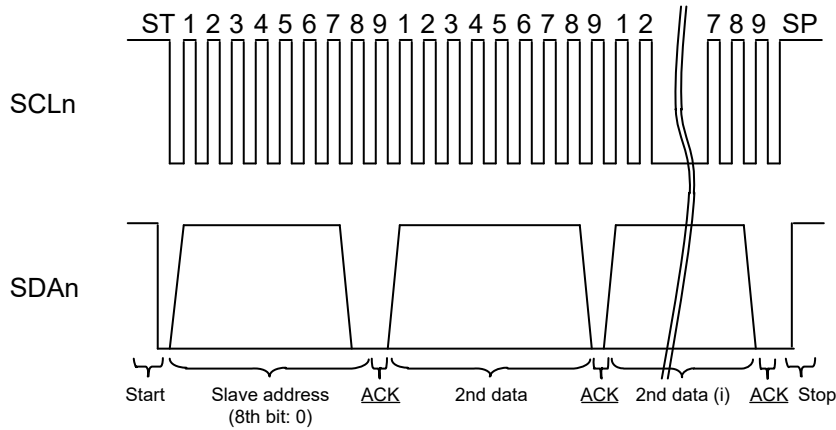 ST 1 2 3 4 5 6 7 8 9 1 2 3 4 5 6 7 8 9 1 2 7 8 9 SP
SCLn
SDAn
Start Slave address ACK 2nd data ACK 2nd data (i) ACK Stop
(8th bit: 0)